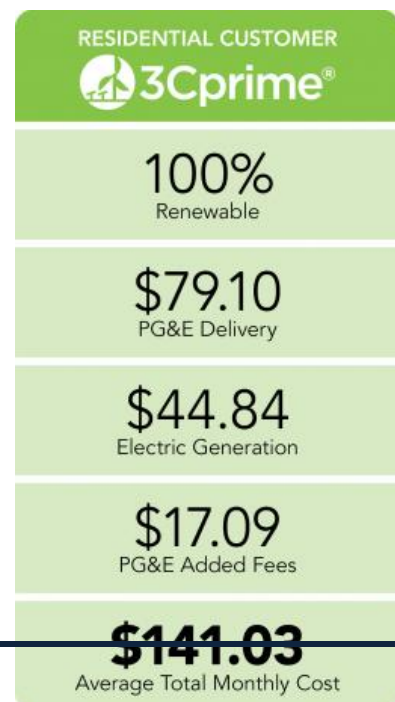 RESIDENTIAL CUSTOMER
3Cprime®
100%
Renewable
$79.10
PG&E Delivery
$44.84
Electric Generation
$17.09
PG&E Added Fees
$141.03
Average Total Monthly Cost